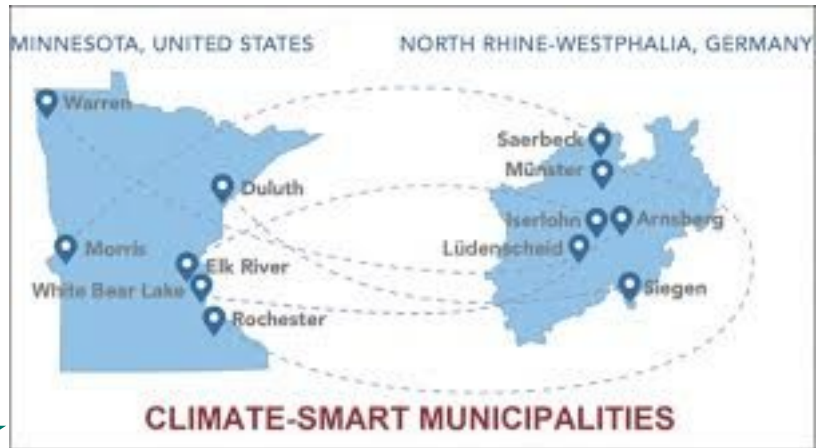 MINNESOTA, UNITED STATES
NORTH RHINE-WESTPHALIA, GERMANY
Warren
Duluth
Morris
Elk River
White Bear Lake
Rochester
Saerbeck
Münster
Iserlohn
Arnsberg
Lüdenscheid
Siegen
CLIMATE-SMART MUNICIPALITIES